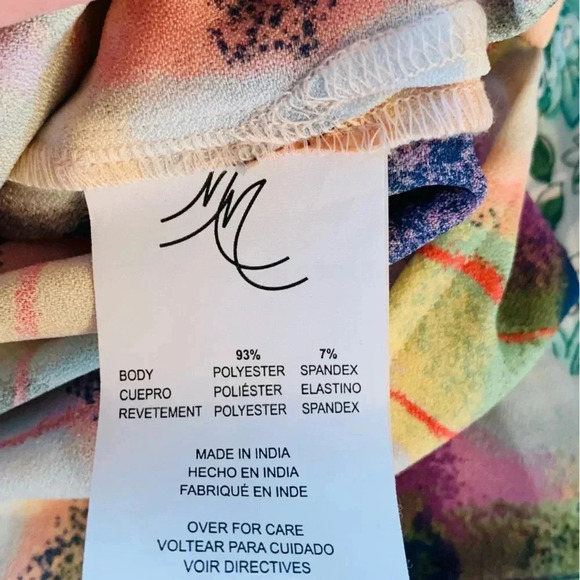 93% 7%
BODY POLYESTER SPANDEX
CUEPRO POLIÉSTER ELASTINO
REVETEMENT POLYESTER SPANDEX
MADE IN INDIA
HECHO EN INDIA
FABRIQUÉ EN INDE
OVER FOR CARE
VOLTEAR PARA CUIDADO
VOIR DIRECTIVES